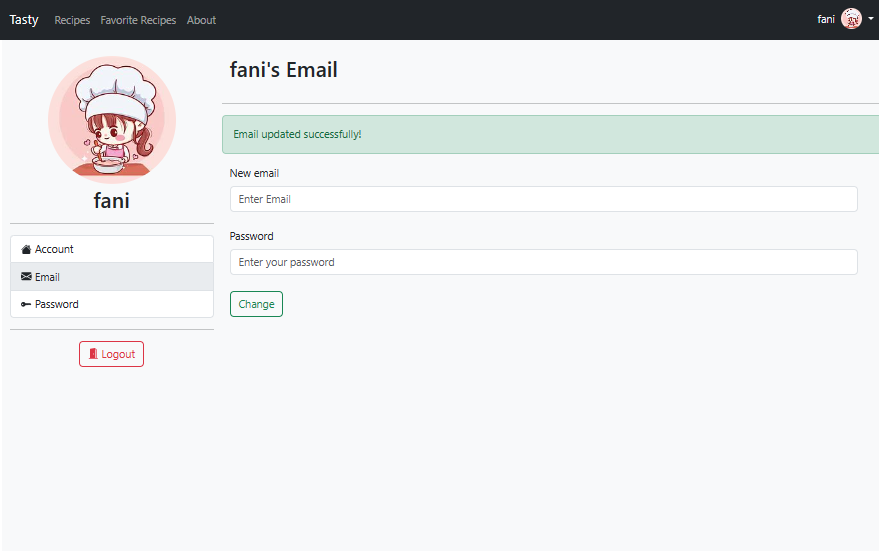 Tasty Recipes Favorite Recipes About fani
fani's Email
Email updated successfully!
New email
Enter Email
Password
Enter your password
Change
fani
Account
Email
Password
Logout